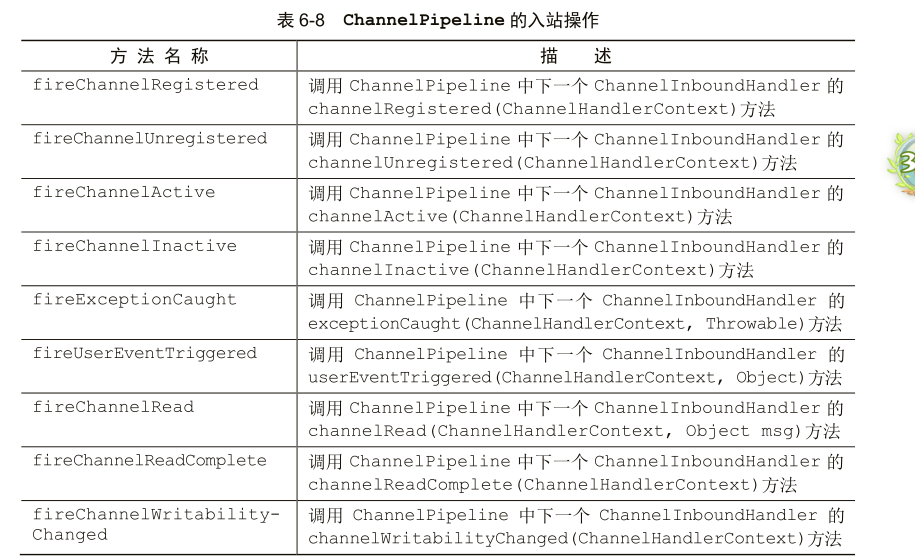 表 6-8 ChannelPipeline 的入站操作
方 法 名 称
描 述
fireChannelRegistered
调用 ChannelPipeline 中下一个 ChannelInboundHandler 的
channelRegistered(ChannelHandlerContext)方法
fireChannelUnregistered
调用 ChannelPipeline 中下一个 ChannelInboundHandler 的
channelUnregistered(ChannelHandlerContext)方法
fireChannelActive
调用 ChannelPipeline 中下一个 ChannelInboundHandler 的
channelActive(ChannelHandlerContext)方法
fireChannelInactive
调用 ChannelPipeline 中下一个 ChannelInboundHandler 的
channelInactive(ChannelHandlerContext)方法
fireExceptionCaught
调用 ChannelPipeline 中下一个 ChannelInboundHandler 的
exceptionCaught(ChannelHandlerContext, Throwable)方法
fireUserEventTriggered
调用 ChannelPipeline 中下一个 ChannelInboundHandler 的
userEventTriggered(ChannelHandlerContext, Object)方法
fireChannelRead
调用 ChannelPipeline 中下一个 ChannelInboundHandler 的
channelRead(ChannelHandlerContext, Object msg)方法
fireChannelReadComplete
调用 ChannelPipeline 中下一个 ChannelInboundHandler 的
channelReadComplete(ChannelHandlerContext)方法
fireChannelWritability-
Changed
调用 ChannelPipeline 中下一个 ChannelInboundHandler 的
channelWritabilityChanged(ChannelHandlerContext)方法